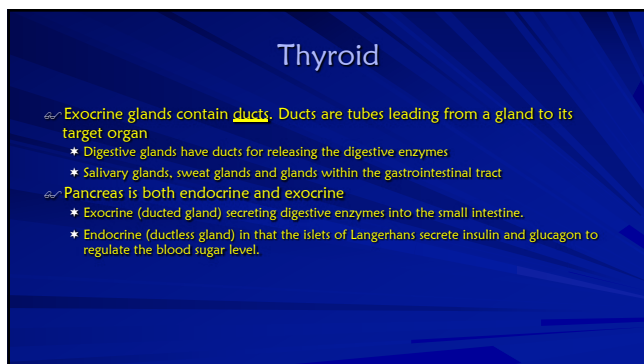 Thyroid
Exocrine glands contain ducts. Ducts are tubes leading from a gland to its
target organ
Digestive glands have ducts for releasing the digestive enzymes
Salivary glands, sweat glands and glands within the gastrointestinal tract
Pancreas is both endocrine and exocrine
Exocrine (ducted gland) secreting digestive enzymes into the small intestine.
Endocrine (ductless gland) in that the islets of Langerhans secrete insulin and glucagon to
regulate the blood sugar level.